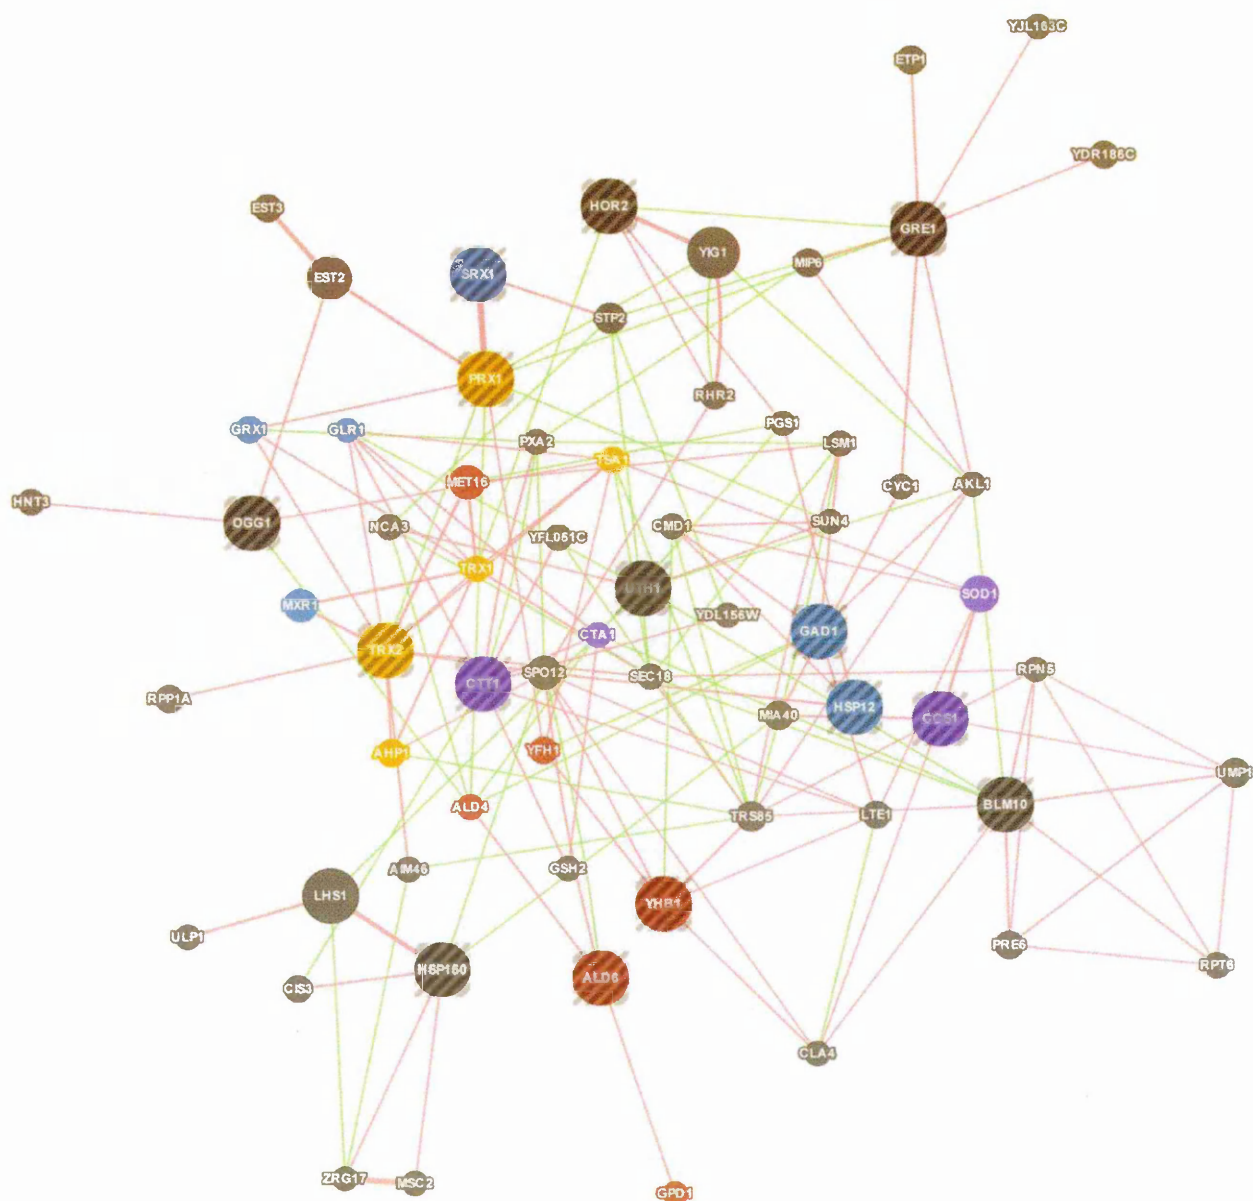 YJL163C
ETP1
YDR186C
EST3
HOR2
GRE1
YIG1
MIP6
EST2
SRX1
STP2
PRX1
RHR2
GRX1
GLR1
PXA2
PGS1
LSM1
TSA1
MET16
CYC1
AKL1
HNT3
OGG1
NCA3
YFL051C
CMD1
SUN4
TRX1
UTH1
SOD1
MXR1
YDL156W
GAD1
CTA1
TRX2
RPP1A
CTT1
SPO12
SEC18
RPN5
MIA40
HSP12
CCS1
AHP1
YFH1
UMP1
ALD4
TRS85
LTE1
BLM10
AIM46
GSH2
LHS1
YHB1
ULP1
PRE6
RPT6
HSP150
ALD6
CIS3
CLA4
ZRG17
MSC2
GPD1